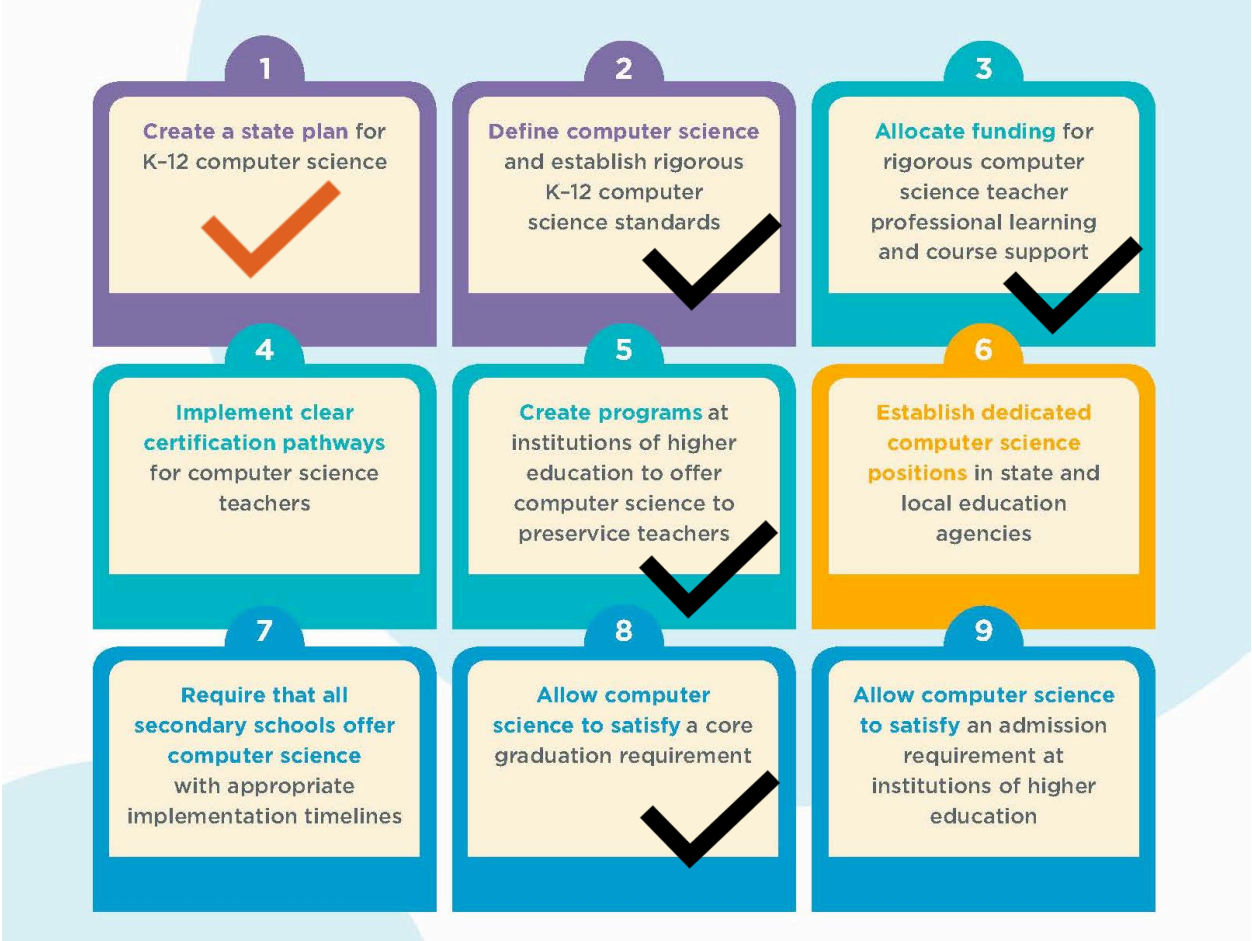 1
Create a state plan for
K–12 computer science
2
Define computer science
and establish rigorous
K–12 computer
science standards
3
Allocate funding for
rigorous computer
science teacher
professional learning
and course support
4
Implement clear
certification pathways
for computer science
teachers
5
Create programs at
institutions of higher
education to offer
computer science to
preservice teachers
6
Establish dedicated
computer science
positions in state and
local education
agencies
7
Require that all
secondary schools offer
computer science
with appropriate
implementation timelines
8
Allow computer
science to satisfy a core
graduation requirement
9
Allow computer science
to satisfy an admission
requirement at
institutions of higher
education